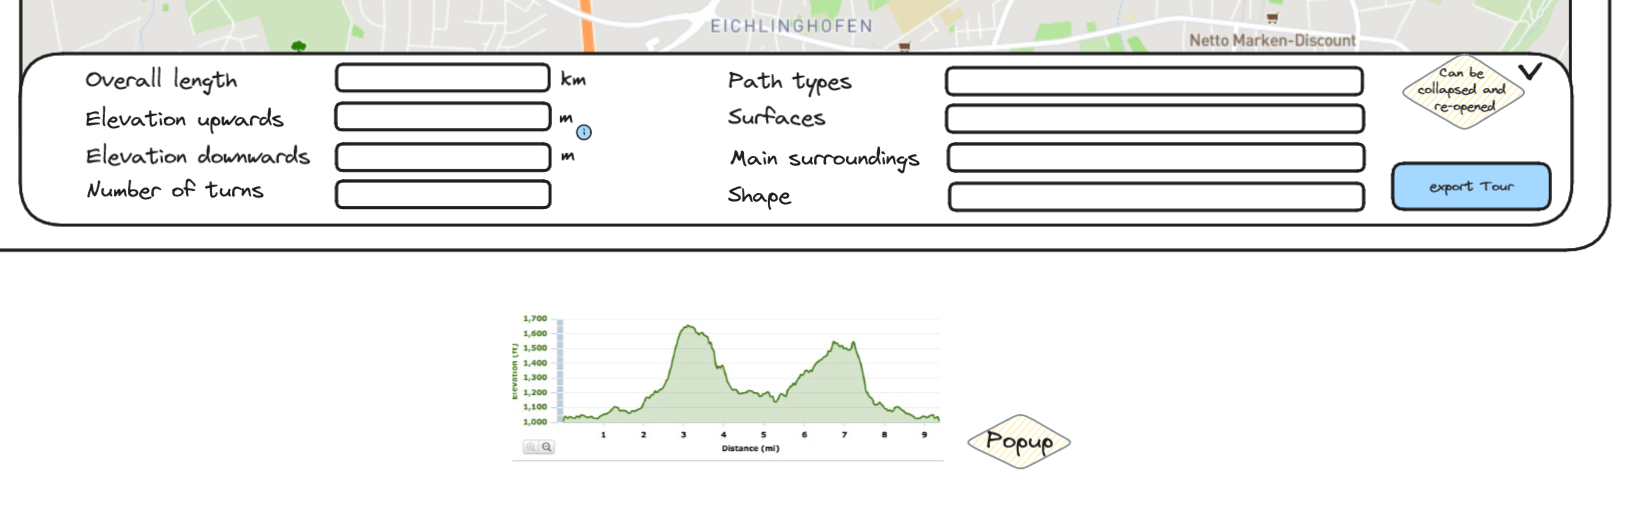 EICHLINGHOFEN
Netto Marken-Discount
Overall length
km
Elevation upwards
m
i
Elevation downwards
m
Number of turns
Path types
Surfaces
Main surroundings
Shape
Can be
collapsed and
re-opened
export Tour
1,700
1,600
1,500
1,400
1,300
1,200
1,100
1,000
Elevation (ft)
1 2 3 4 5 6 7 8 9
Distance (mi)
Popup